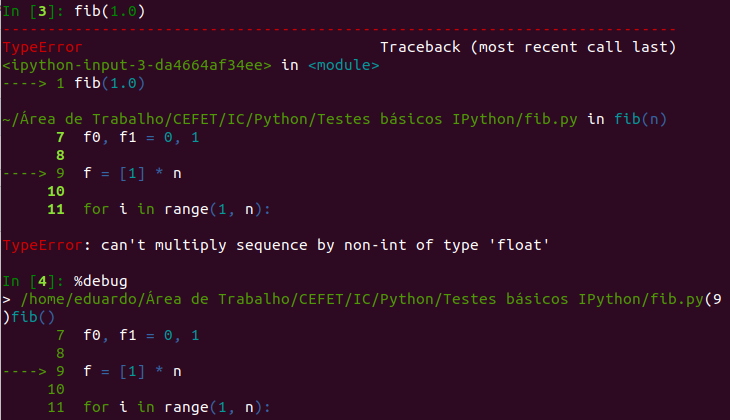 In [3]: fib(1.0)
---------------------------------------------------------------------------
TypeError                                 Traceback (most recent call last)
<ipython-input-3-da4664af34ee> in <module>
----> 1 fib(1.0)

~/Área de Trabalho/CEFET/IC/Python/Testes básicos IPython/fib.py in fib(n)
      7  f0, f1 = 0, 1
      8
----> 9  f = [1] * n
     10
     11  for i in range(1, n):

TypeError: can't multiply sequence by non-int of type 'float'

In [4]: %debug
> /home/eduardo/Área de Trabalho/CEFET/IC/Python/Testes básicos IPython/fib.py(9
)fib()
      7  f0, f1 = 0, 1
      8
----> 9  f = [1] * n
     10
     11  for i in range(1, n):